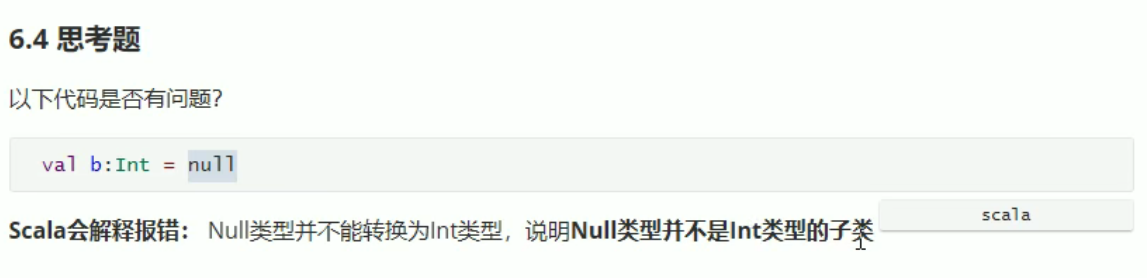 6.4 思考题
以下代码是否有问题?
val b:Int = null
scala
Scala会解释报错： Null类型并不能转换为Int类型，说明Null类型并不是Int类型的子类